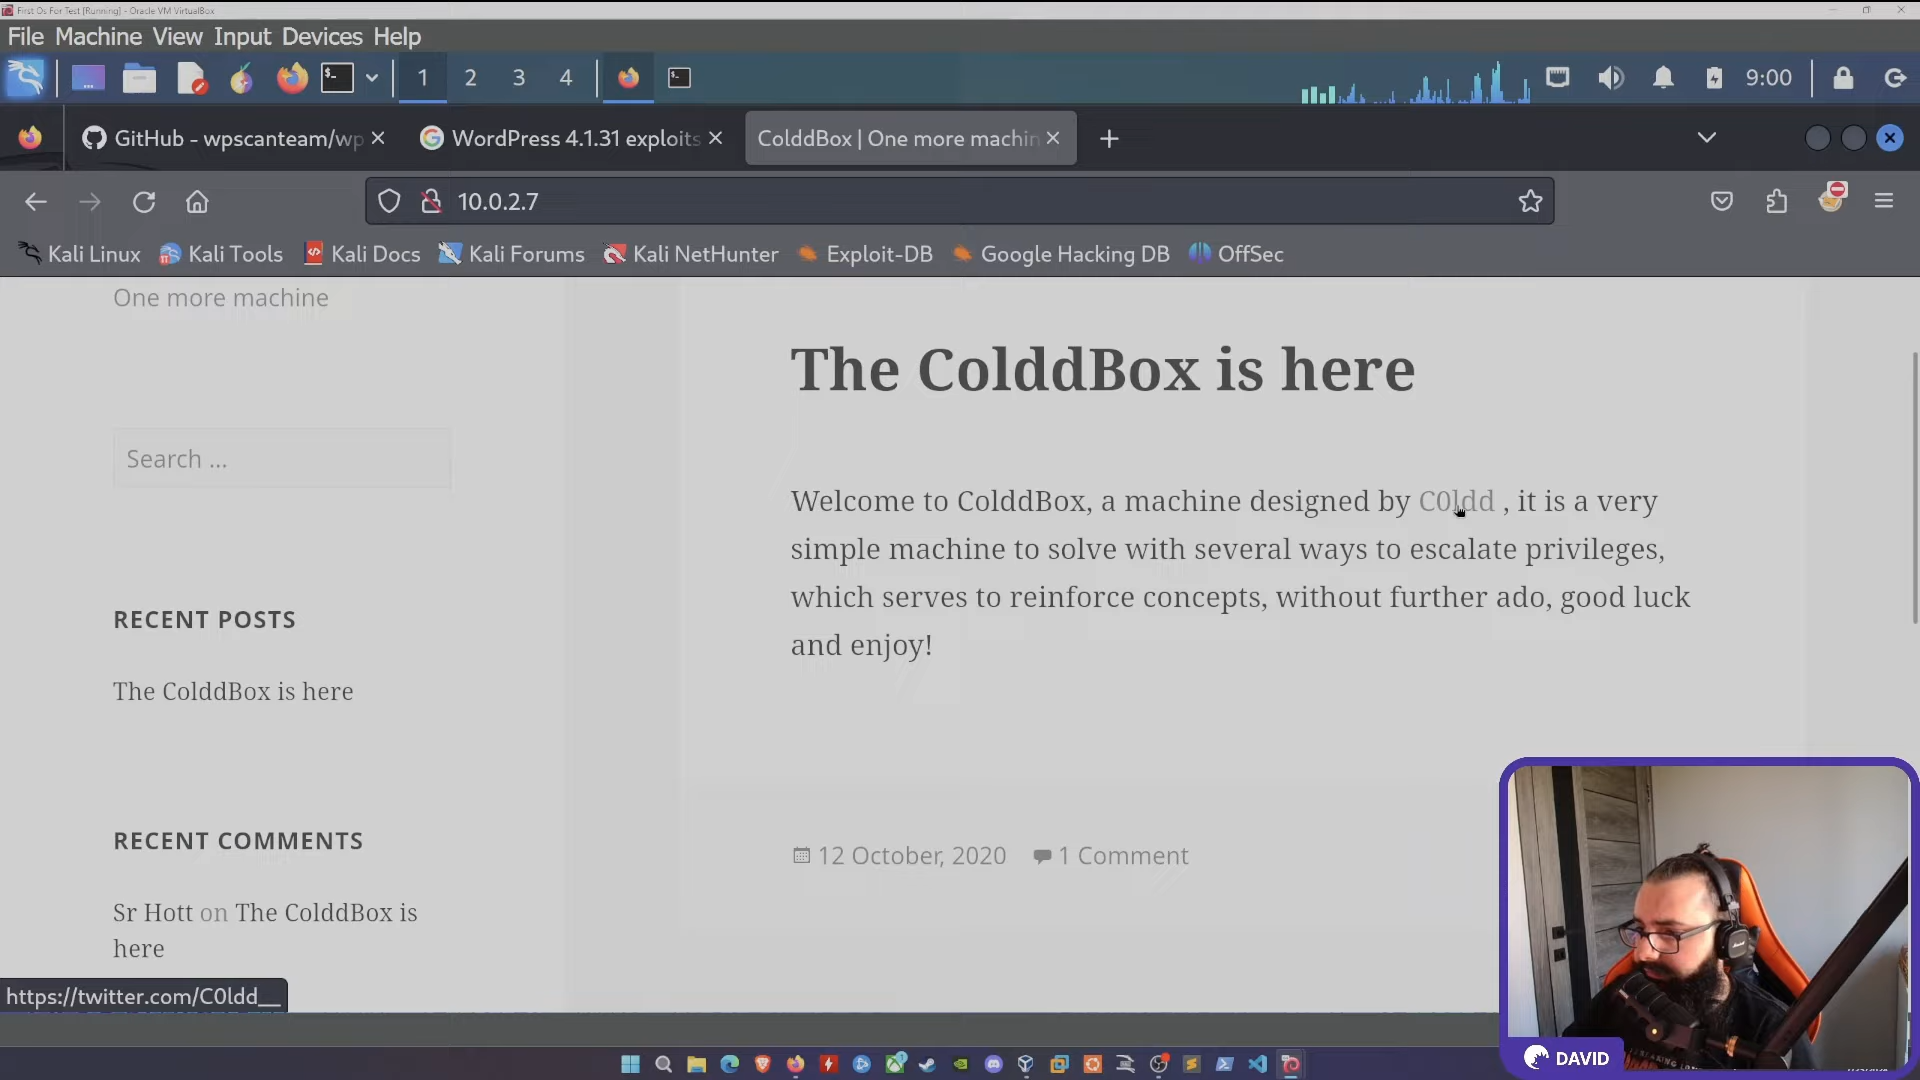 First Os For Test [Running] - Oracle VM VirtualBox
File Machine View Input Devices Help
1 2 3 4 9:00
GitHub - wpscanteam/wp WordPress 4.1.31 exploits ColddBox | One more machin
10.0.2.7
Kali Linux Kali Tools Kali Docs Kali Forums Kali NetHunter Exploit-DB Google Hacking DB OffSec
One more machine
Search ...
RECENT POSTS
The ColddBox is here
RECENT COMMENTS
Sr Hott on The ColddBox is
here
The ColddBox is here
Welcome to ColddBox, a machine designed by C0ldd , it is a very
simple machine to solve with several ways to escalate privileges,
which serves to reinforce concepts, without further ado, good luck
and enjoy!
12 October, 2020 1 Comment
https://twitter.com/C0ldd__
DAVID